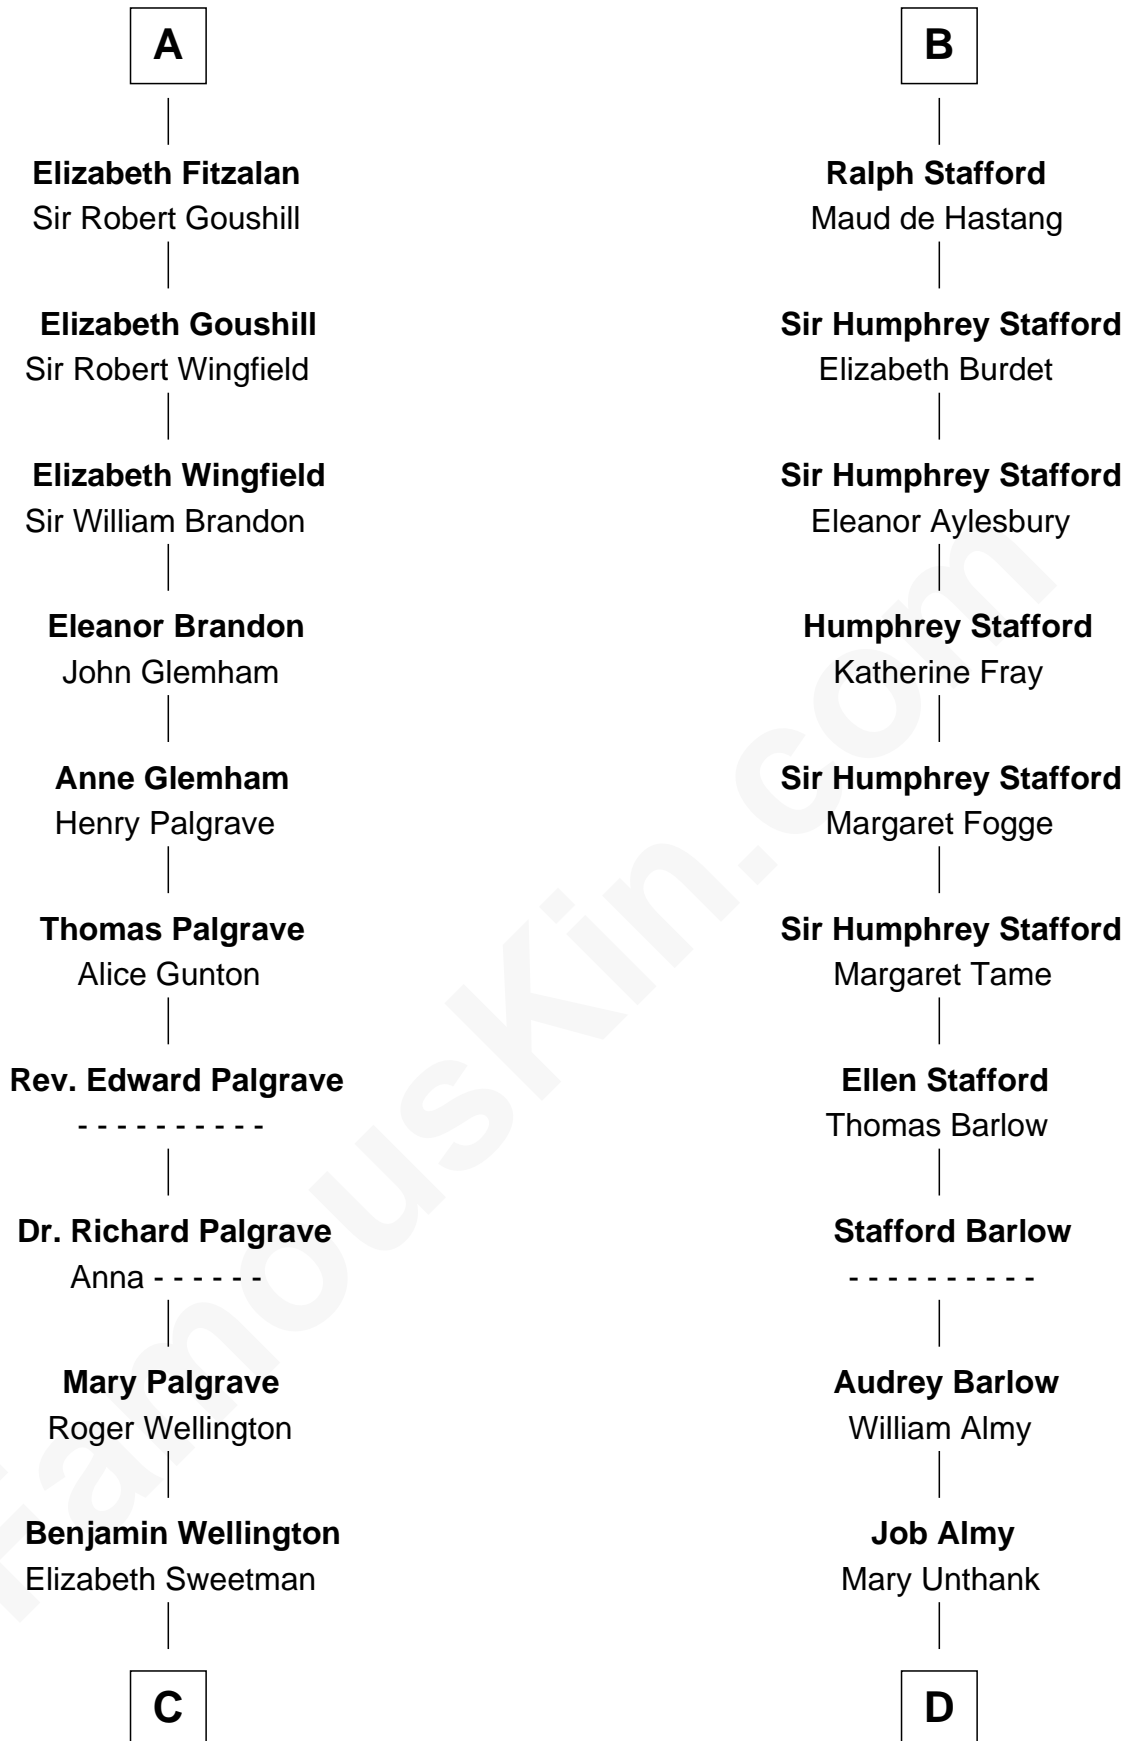 A
Elizabeth Fitzalan
Sir Robert Goushill
Elizabeth Goushill
Sir Robert Wingfield
Elizabeth Wingfield
Sir William Brandon
Eleanor Brandon
John Glemham
Anne Glemham
Henry Palgrave
Thomas Palgrave
Alice Gunton
Rev. Edward Palgrave
- - - - - - - - - -
Dr. Richard Palgrave
Anna - - - - - -
Mary Palgrave
Roger Wellington
Benjamin Wellington
Elizabeth Sweetman
C
B
Ralph Stafford
Maud de Hastang
Sir Humphrey Stafford
Elizabeth Burdet
Sir Humphrey Stafford
Eleanor Aylesbury
Humphrey Stafford
Katherine Fray
Sir Humphrey Stafford
Margaret Fogge
Sir Humphrey Stafford
Margaret Tame
Ellen Stafford
Thomas Barlow
Stafford Barlow
- - - - - - - - - -
Audrey Barlow
William Almy
Job Almy
Mary Unthank
D
FamousKin.com